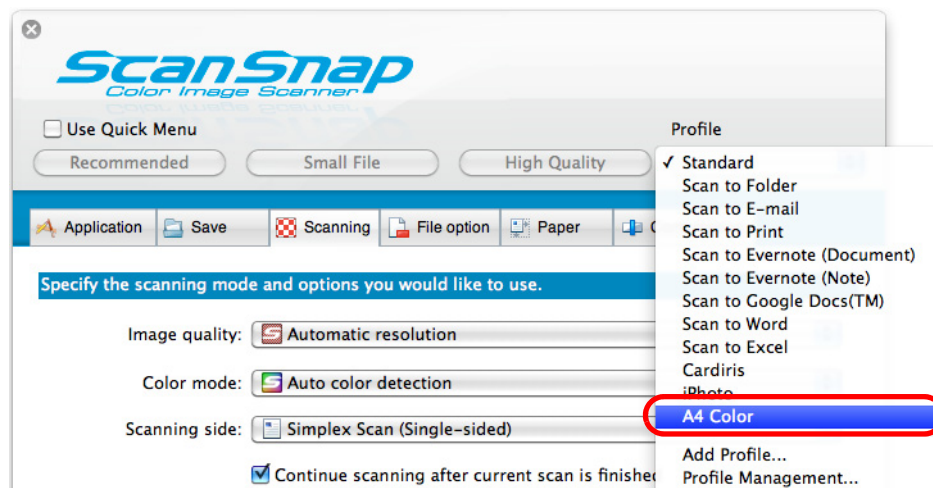 ScanSnap
Color Image Scanner
Use Quick Menu
Profile
Recommended
Small File
High Quality
✓ Standard
Scan to Folder
Scan to E-mail
Scan to Print
Scan to Evernote (Document)
Scan to Evernote (Note)
Scan to Google Docs(TM)
Scan to Word
Scan to Excel
Cardiris
iPhoto
A4 Color
Add Profile...
Profile Management...
Application
Save
Scanning
File option
Paper
Specify the scanning mode and options you would like to use.
Image quality: Automatic resolution
Color mode: Auto color detection
Scanning side: Simplex Scan (Single-sided)
Continue scanning after current scan is finished